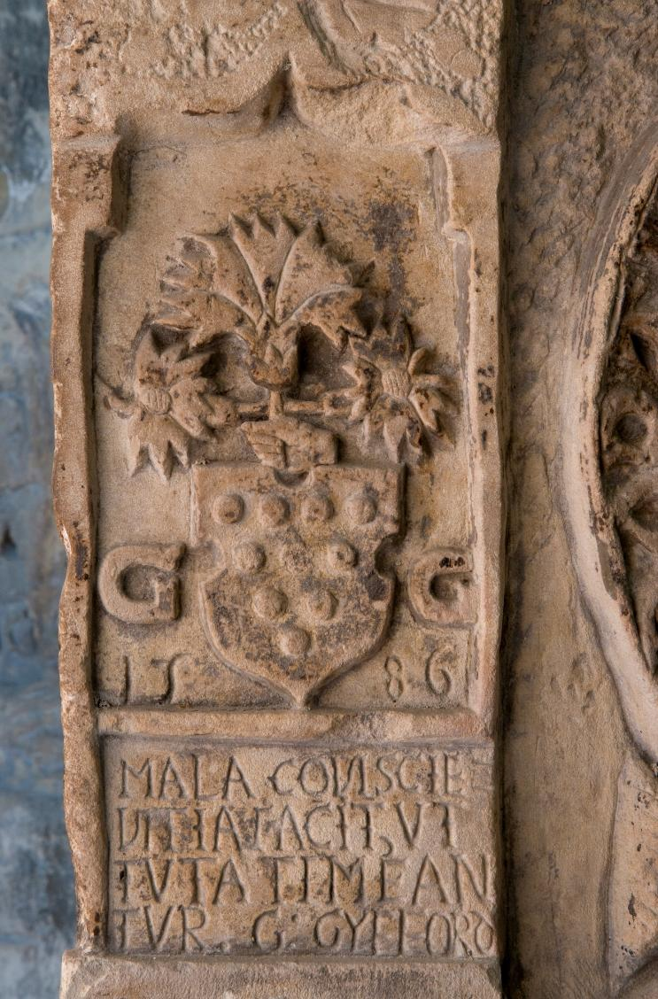 G G
15 86
MALA CONSCIE
NTIA FACIT, VT
TVTA TIMEAN
TVR. G. GYFFORD